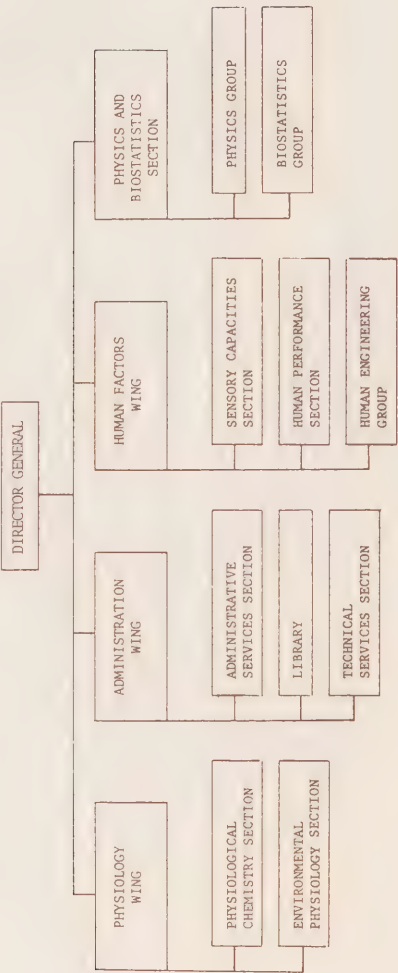 DIRECTOR GENERAL
PHYSIOLOGY
WING
ADMINISTRATION
WING
HUMAN FACTORS
WING
PHYSICS AND
BIOSTATISTICS
SECTION
PHYSIOLOGICAL
CHEMISTRY SECTION
ENVIRONMENTAL
PHYSIOLOGY SECTION
ADMINISTRATIVE
SERVICES SECTION
LIBRARY
TECHNICAL
SERVICES SECTION
SENSORY CAPACITIES
SECTION
HUMAN PERFORMANCE
SECTION
HUMAN ENGINEERING
GROUP
PHYSICS GROUP
BIOSTATISTICS
GROUP